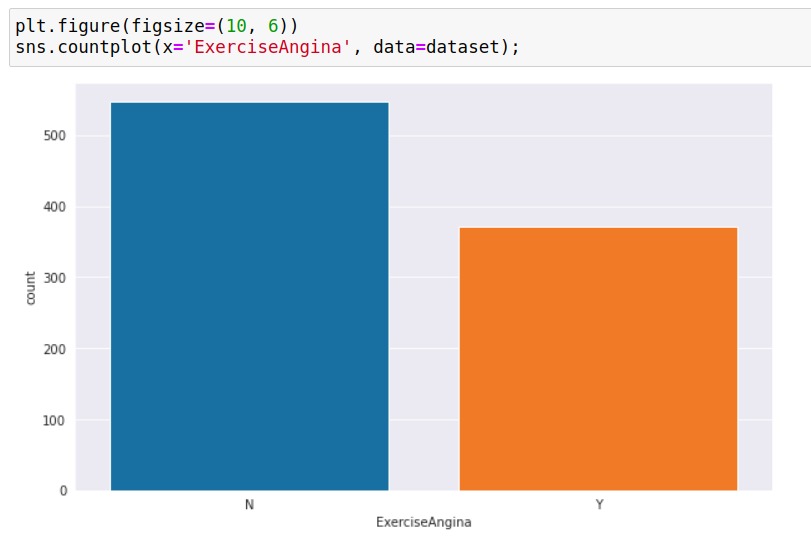 plt.figure(figsize=(10, 6))
sns.countplot(x='ExerciseAngina', data=dataset);
500
400
300
200
100
0
count
N Y
ExerciseAngina